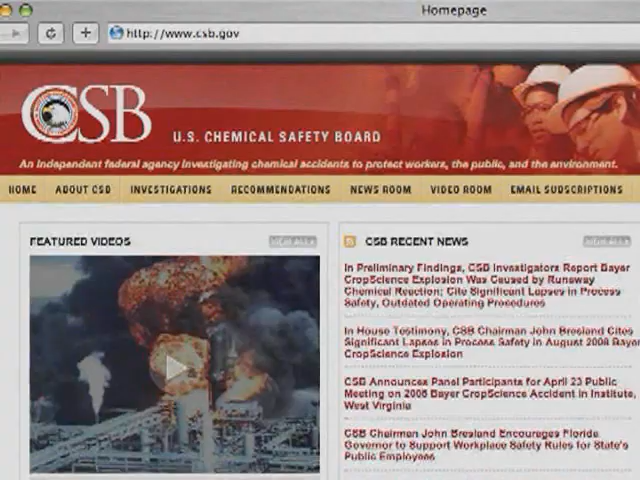 Homepage
http://www.csb.gov
CSB
U.S. CHEMICAL SAFETY BOARD
An independent federal agency investigating chemical accidents to protect workers, the public, and the environment.
HOME ABOUT CSB INVESTIGATIONS RECOMMENDATIONS NEWS ROOM VIDEO ROOM EMAIL SUBSCRIPTIONS
FEATURED VIDEOS VIEW ALL
CSB RECENT NEWS VIEW ALL
In Preliminary Findings, CSB Investigators Report Bayer
CropScience Explosion Was Caused by Runaway
Chemical Reaction; Cite Significant Lapses in Process
Safety, Outdated Operating Procedures
In House Testimony, CSB Chairman John Bresland Cites
Significant Lapses in Process Safety in August 2008 Bayer
CropScience Explosion
CSB Announces Panel Participants for April 23 Public
Meeting on 2008 Bayer CropScience Accident in Institute,
West Virginia
CSB Chairman John Bresland Encourages Florida
Governor to Support Workplace Safety Rules for State's
Public Employees